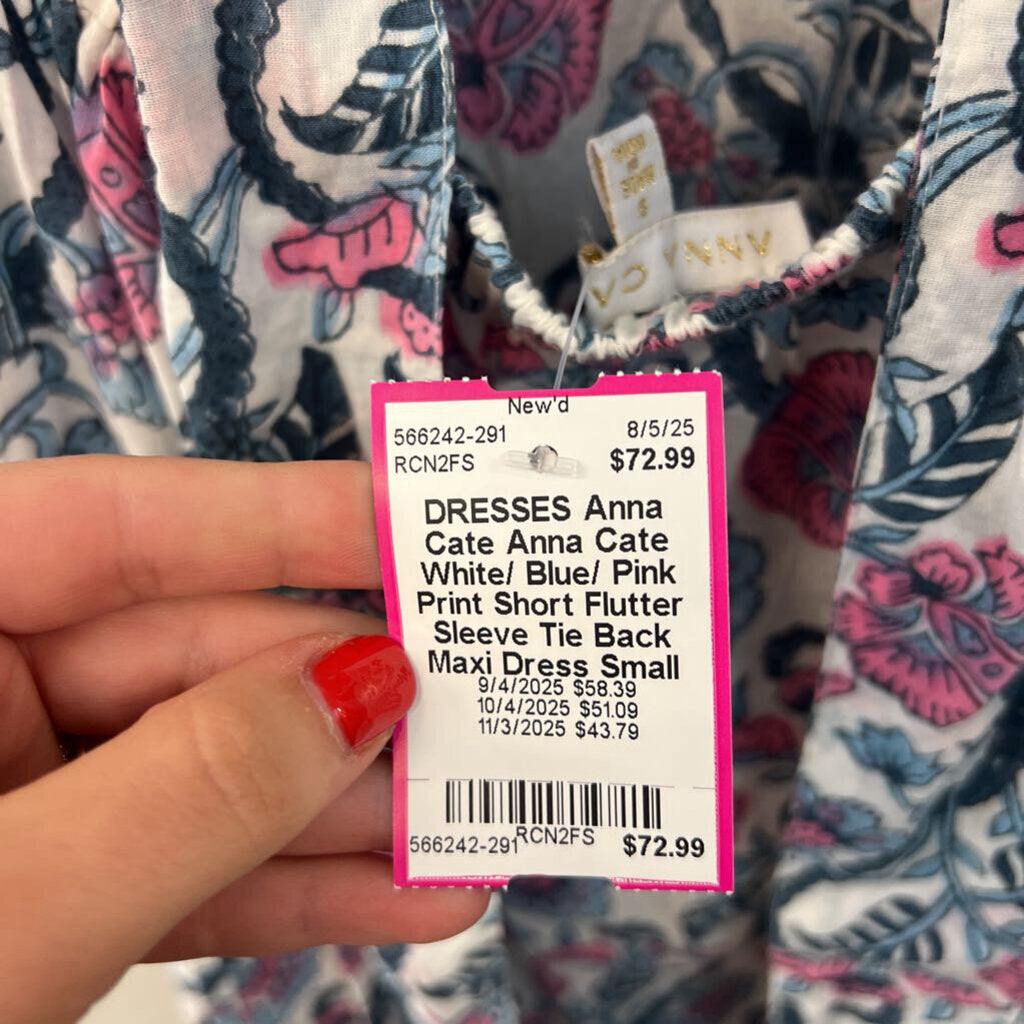 ANNA CA
New'd
566242-291 8/5/25
RCN2FS $72.99
DRESSES Anna
Cate Anna Cate
White/ Blue/ Pink
Print Short Flutter
Sleeve Tie Back
Maxi Dress Small
9/4/2025 $58.39
10/4/2025 $51.09
11/3/2025 $43.79
566242-291 RCN2FS $72.99